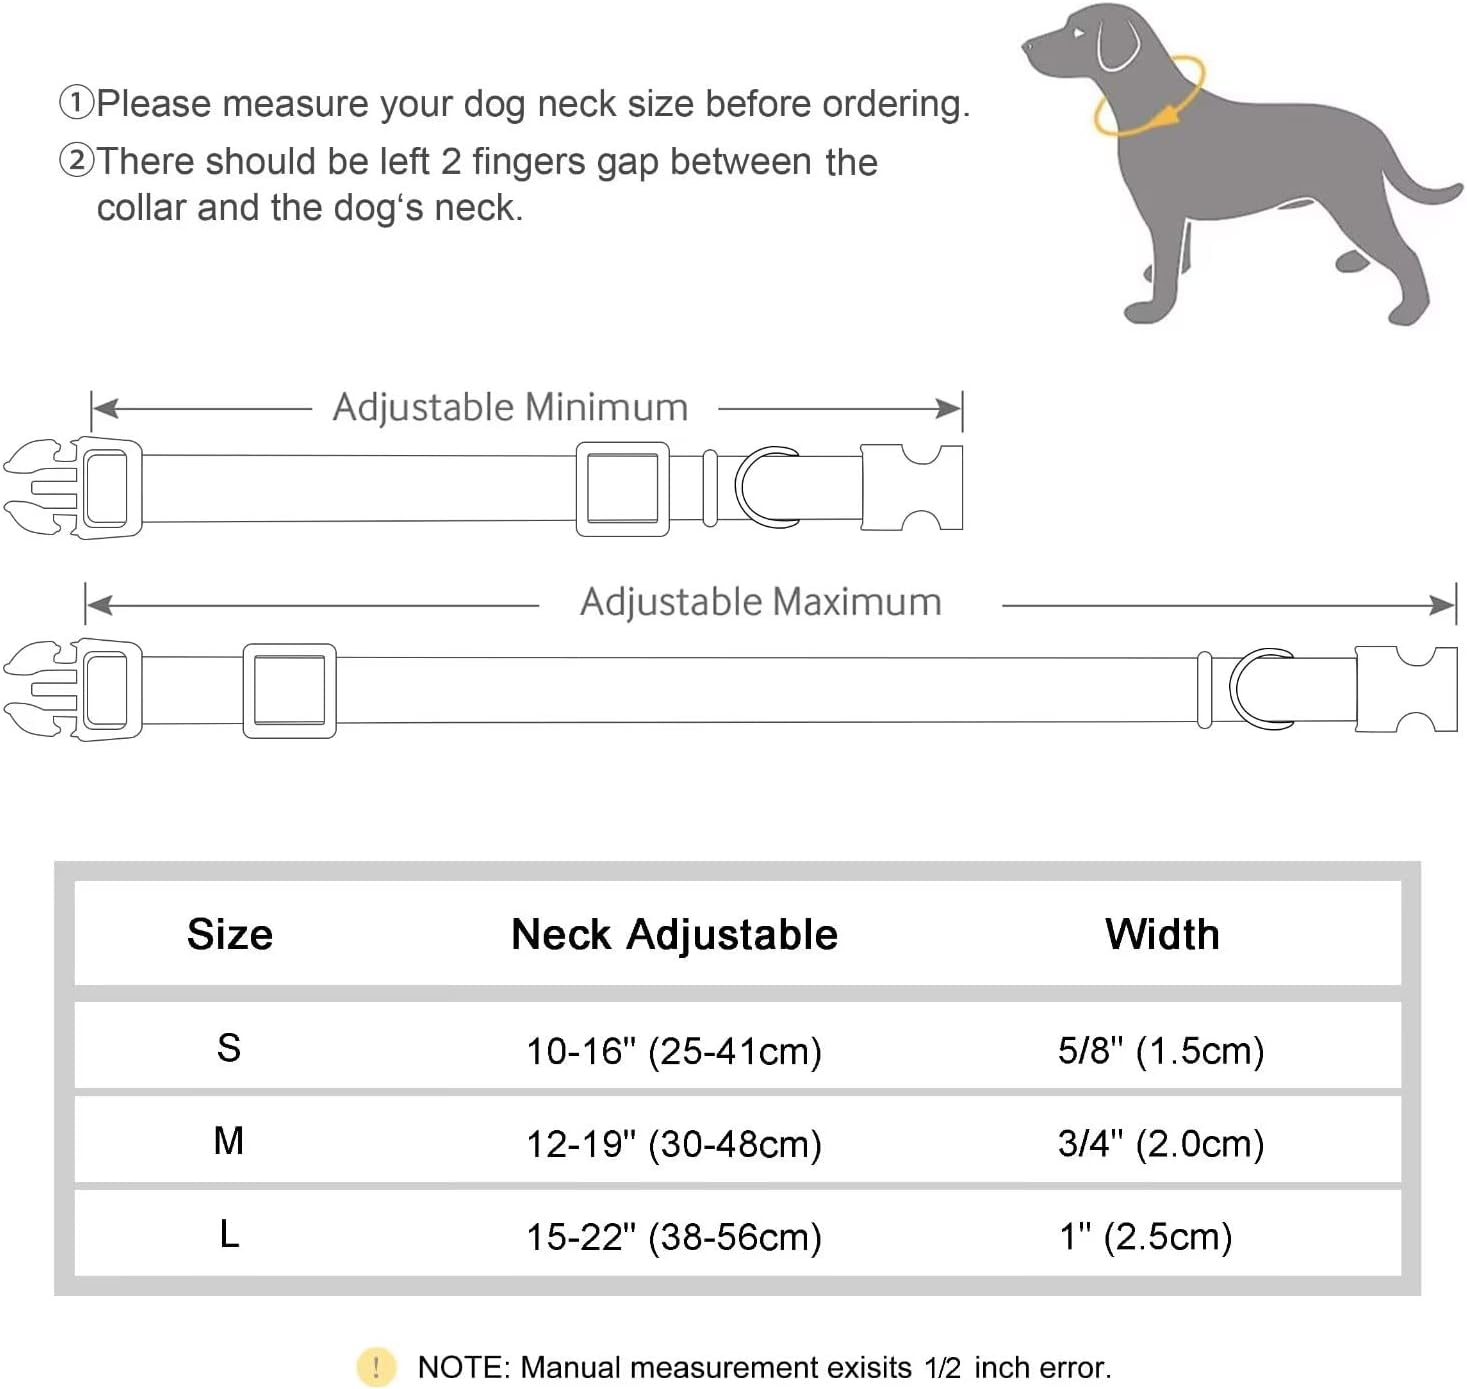 ①Please measure your dog neck size before ordering.
②There should be left 2 fingers gap between the
collar and the dog‘s neck.
Adjustable Minimum
Adjustable Maximum
Size Neck Adjustable Width
S 10-16" (25-41cm) 5/8" (1.5cm)
M 12-19" (30-48cm) 3/4" (2.0cm)
L 15-22" (38-56cm) 1" (2.5cm)
! NOTE: Manual measurement exisits 1/2 inch error.